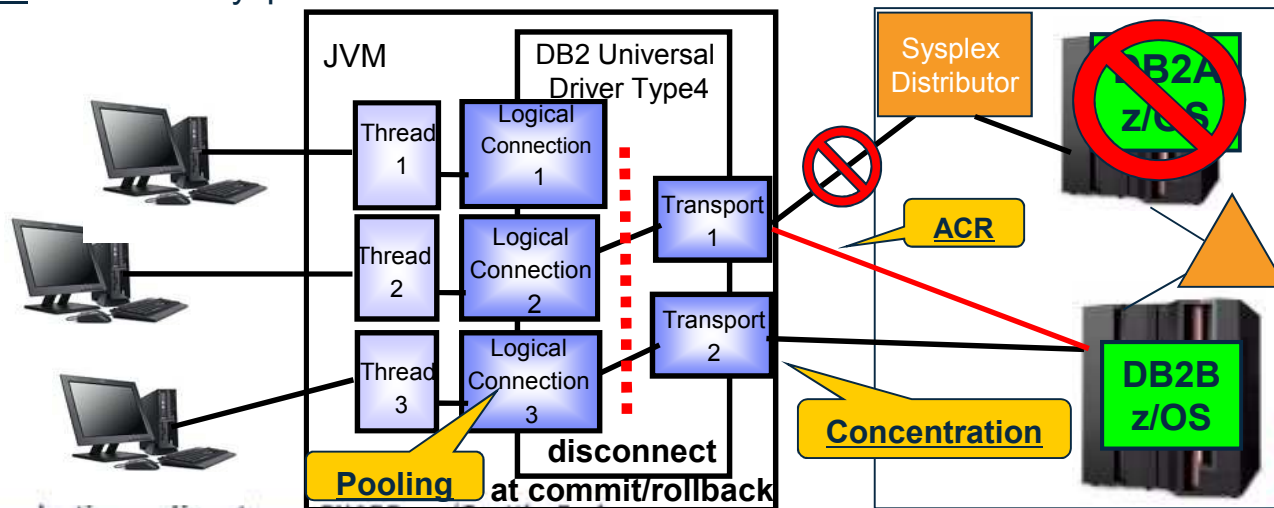 JVM
DB2 Universal
Driver Type4
Thread
1
Logical
Connection
1
Thread
2
Logical
Connection
2
Thread
3
Logical
Connection
3
Transport
1
Transport
2
Pooling
disconnect
at commit/rollback
Sysplex
Distributor
DB2A
z/OS
ACR
Concentration
DB2B
z/OS